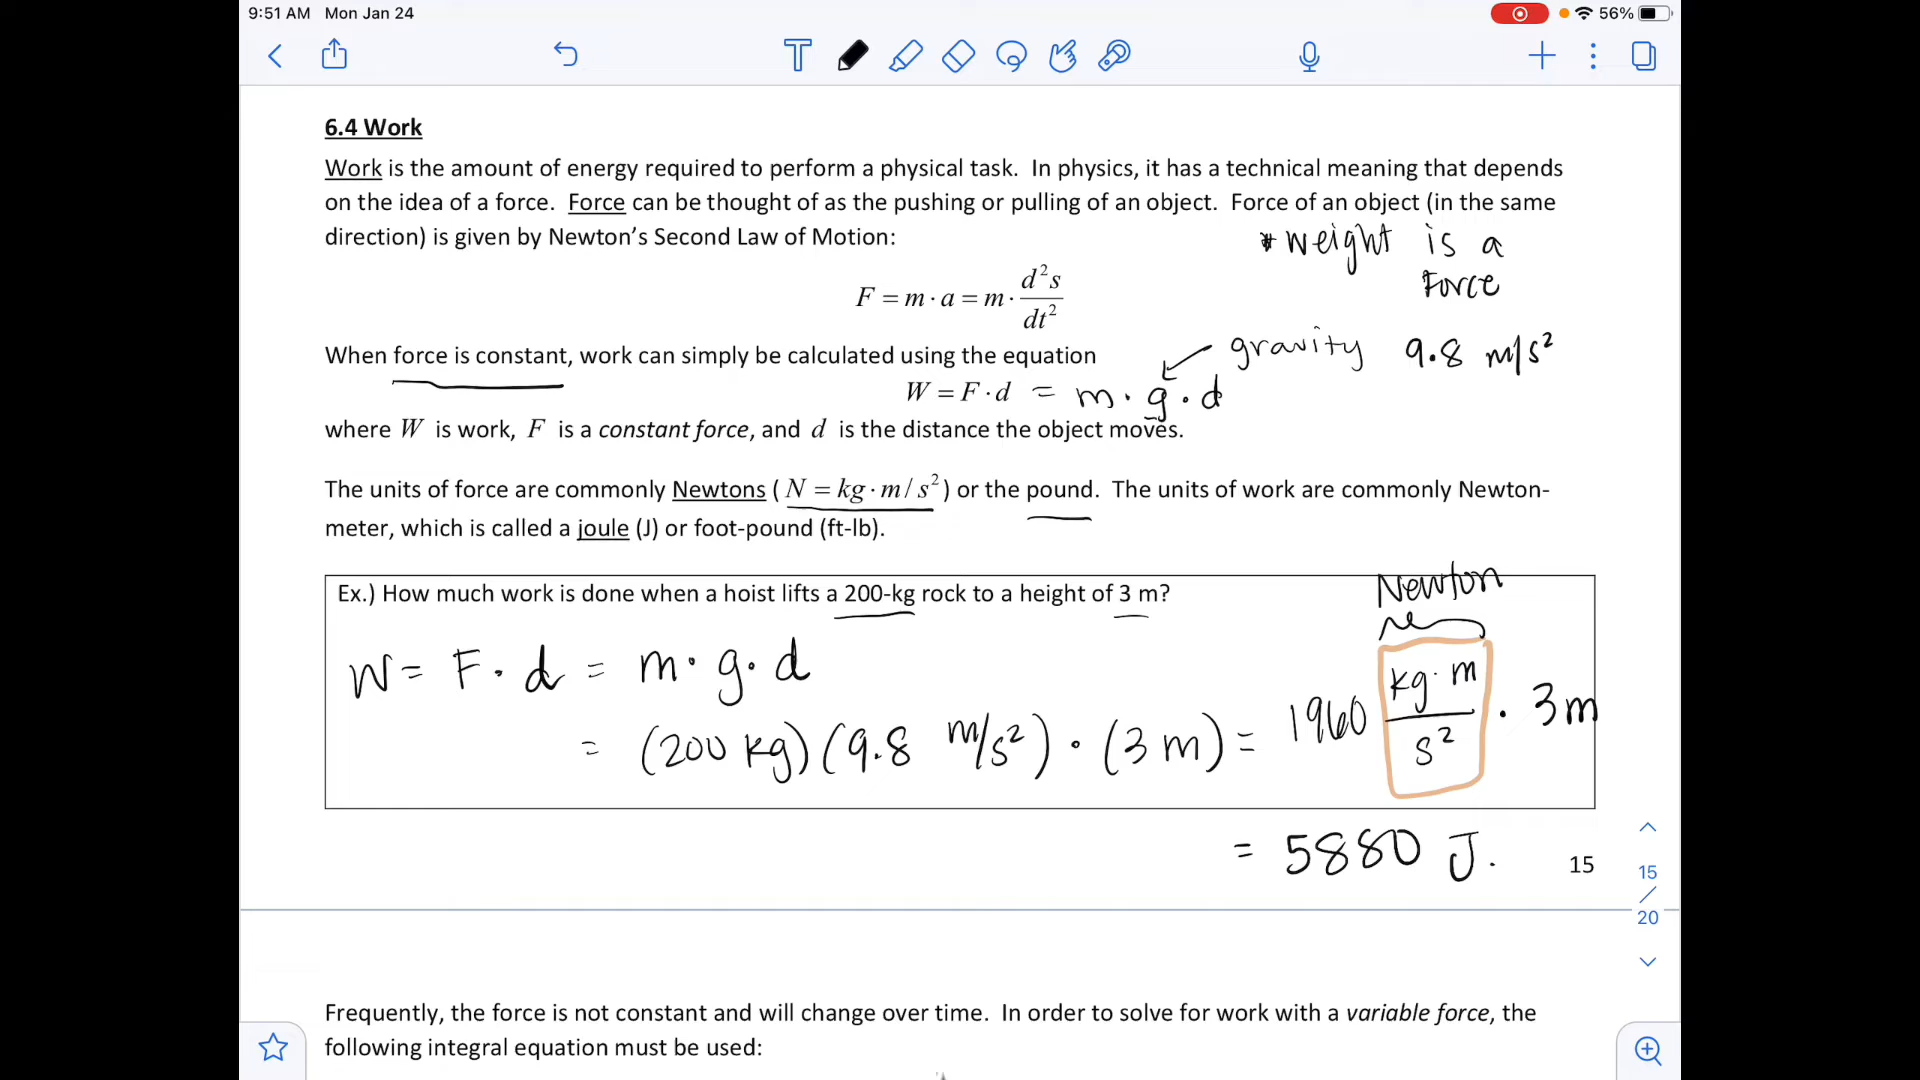 9:51 AM Mon Jan 24
56%
6.4 Work
Work is the amount of energy required to perform a physical task. In physics, it has a technical meaning that depends
on the idea of a force. Force can be thought of as the pushing or pulling of an object. Force of an object (in the same
direction) is given by Newton's Second Law of Motion:
* weight is a
Force
F = m · a = m · d²s/dt²
When force is constant, work can simply be calculated using the equation
gravity 9.8 m/s²
W = F · d = m · g · d
where W is work, F is a constant force, and d is the distance the object moves.
The units of force are commonly Newtons ( N = kg · m / s² ) or the pound. The units of work are commonly Newton-
meter, which is called a joule (J) or foot-pound (ft-lb).
Newton
Ex.) How much work is done when a hoist lifts a 200-kg rock to a height of 3 m?
W = F · d = m · g · d
= (200 kg)(9.8 m/s²) · (3 m) = 1960 kg · m/s² · 3m
= 5880 J.
15
15
/
20
Frequently, the force is not constant and will change over time. In order to solve for work with a variable force, the
following integral equation must be used: